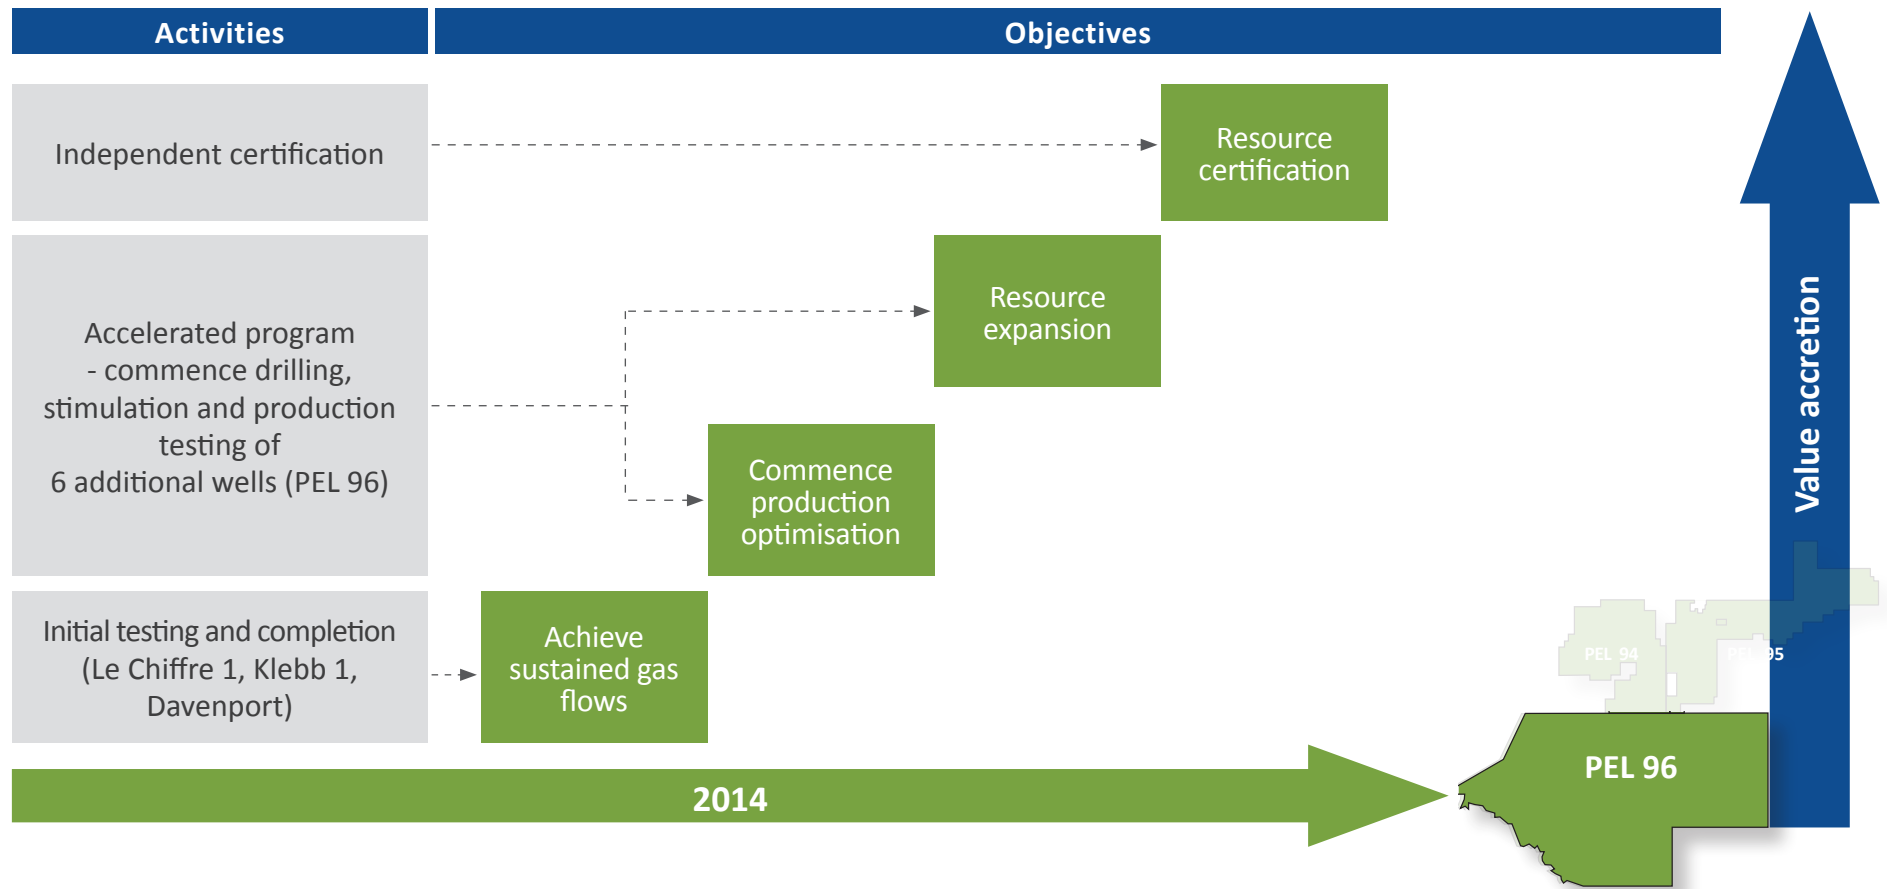 Activities
Objectives
Independent certification
Resource
certification
Accelerated program
- commence drilling,
stimulation and production
testing of
6 additional wells (PEL 96)
Resource
expansion
Commence
production
optimisation
Initial testing and completion
(Le Chiffre 1, Klebb 1,
Davenport)
Achieve
sustained gas
flows
2014
Value accretion
PEL 94
PEL 95
PEL 96